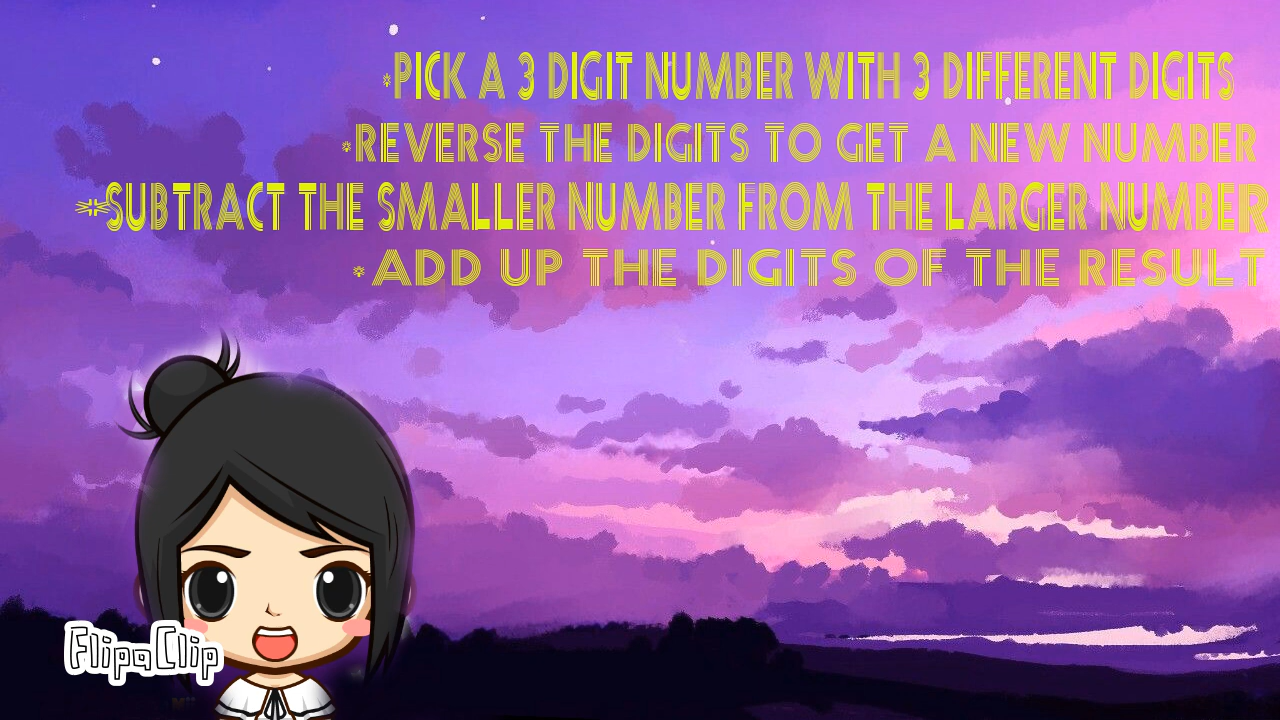 *PICK A 3 DIGIT NUMBER WITH 3 DIFFERENT DIGITS
*REVERSE THE DIGITS TO GET A NEW NUMBER
*SUBTRACT THE SMALLER NUMBER FROM THE LARGER NUMBER
*ADD UP THE DIGITS OF THE RESULT
FlipaClip